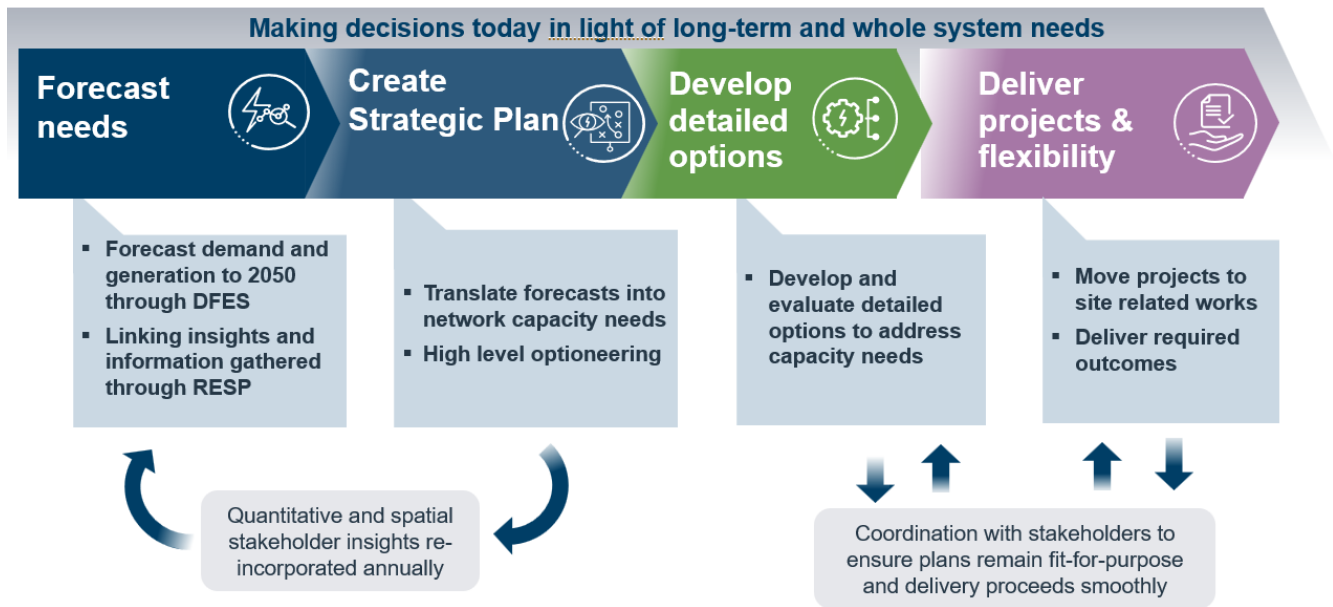 Making decisions today in light of long-term and whole system needs
Forecast
needs
Create
Strategic Plan
Develop
detailed
options
Deliver
projects &
flexibility
▪ Forecast demand and
generation to 2050
through DFES
▪ Linking insights and
information gathered
through RESP
▪ Translate forecasts into
network capacity needs
▪ High level optioneering
▪ Develop and
evaluate detailed
options to address
capacity needs
▪ Move projects to
site related works
▪ Deliver required
outcomes
Quantitative and spatial
stakeholder insights re-
incorporated annually
Coordination with stakeholders to
ensure plans remain fit-for-purpose
and delivery proceeds smoothly